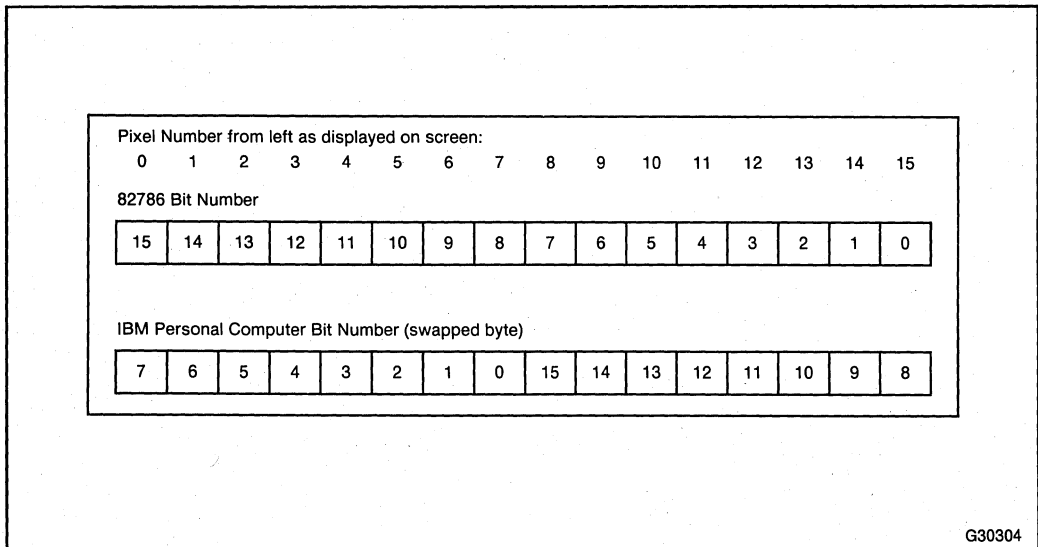 Pixel Number from left as displayed on screen:
0 1 2 3 4 5 6 7 8 9 10 11 12 13 14 15
82786 Bit Number
15 14 13 12 11 10 9 8 7 6 5 4 3 2 1 0
IBM Personal Computer Bit Number (swapped byte)
7 6 5 4 3 2 1 0 15 14 13 12 11 10 9 8
G30304